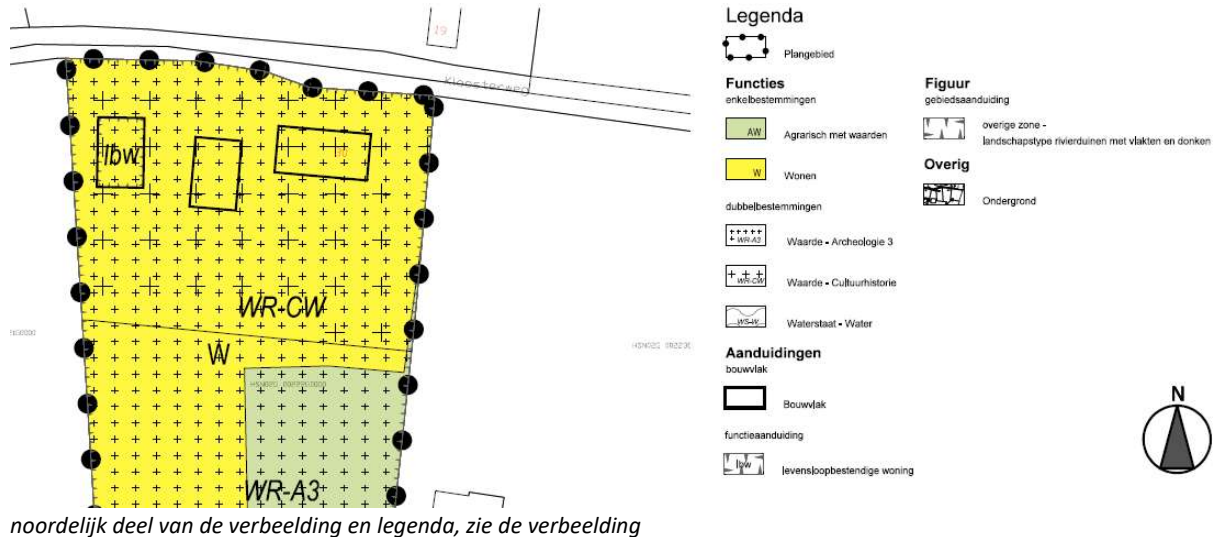 19
Kloosterweg
lbw
WR-CW
W
WR-A3
Legenda
Plangebied
Functies
enkelbestemmingen
AW
Agrarisch met waarden
W
Wonen
dubbelbestemmingen
WR-A3
Waarde - Archeologie 3
WR-CW
Waarde - Cultuurhistorie
WS-W
Waterstaat - Water
Aanduidingen
bouwvlak
Bouwvlak
functieaanduiding
lbw
levensloopbestendige woning
Figuur
gebiedsaanduiding
overige zone -
landschapstype rivierduinen met vlakten en donken
Overig
Ondergrond
N
noordelijk deel van de verbeelding en legenda, zie de verbeelding